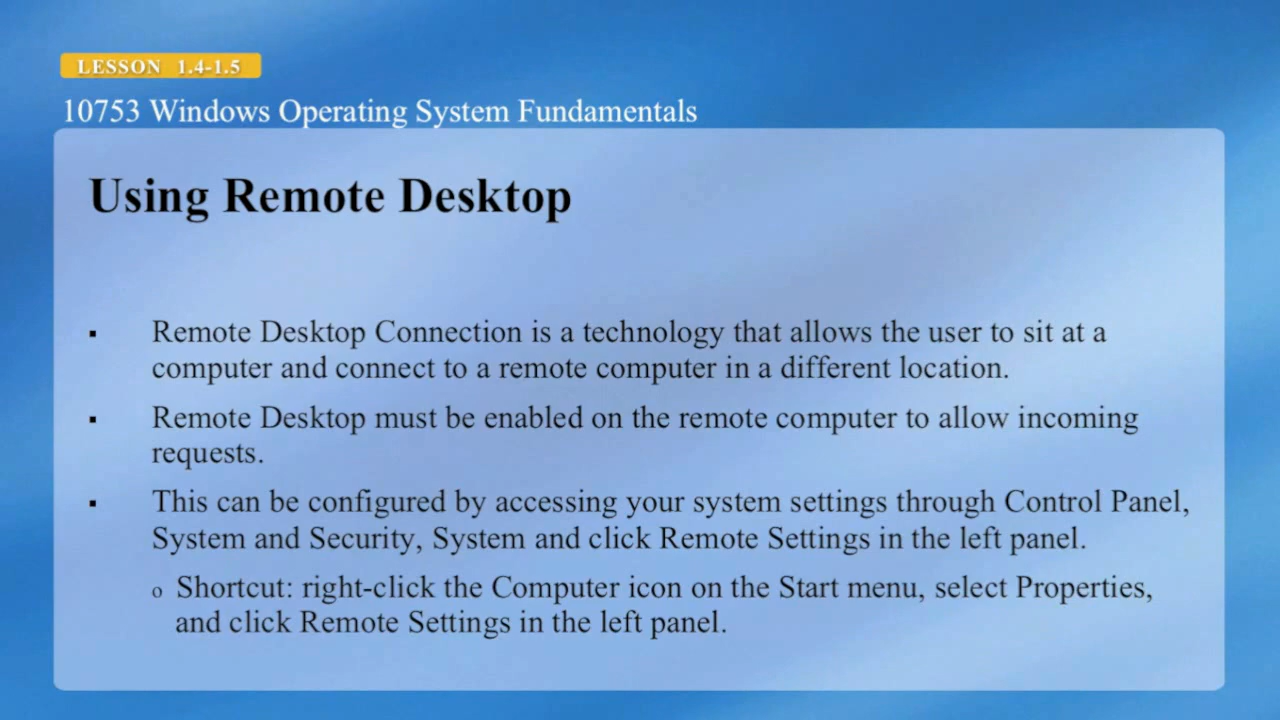 LESSON 1.4-1.5
10753 Windows Operating System Fundamentals
Using Remote Desktop
▪ Remote Desktop Connection is a technology that allows the user to sit at a
computer and connect to a remote computer in a different location.
▪ Remote Desktop must be enabled on the remote computer to allow incoming
requests.
▪ This can be configured by accessing your system settings through Control Panel,
System and Security, System and click Remote Settings in the left panel.
o Shortcut: right-click the Computer icon on the Start menu, select Properties,
and click Remote Settings in the left panel.